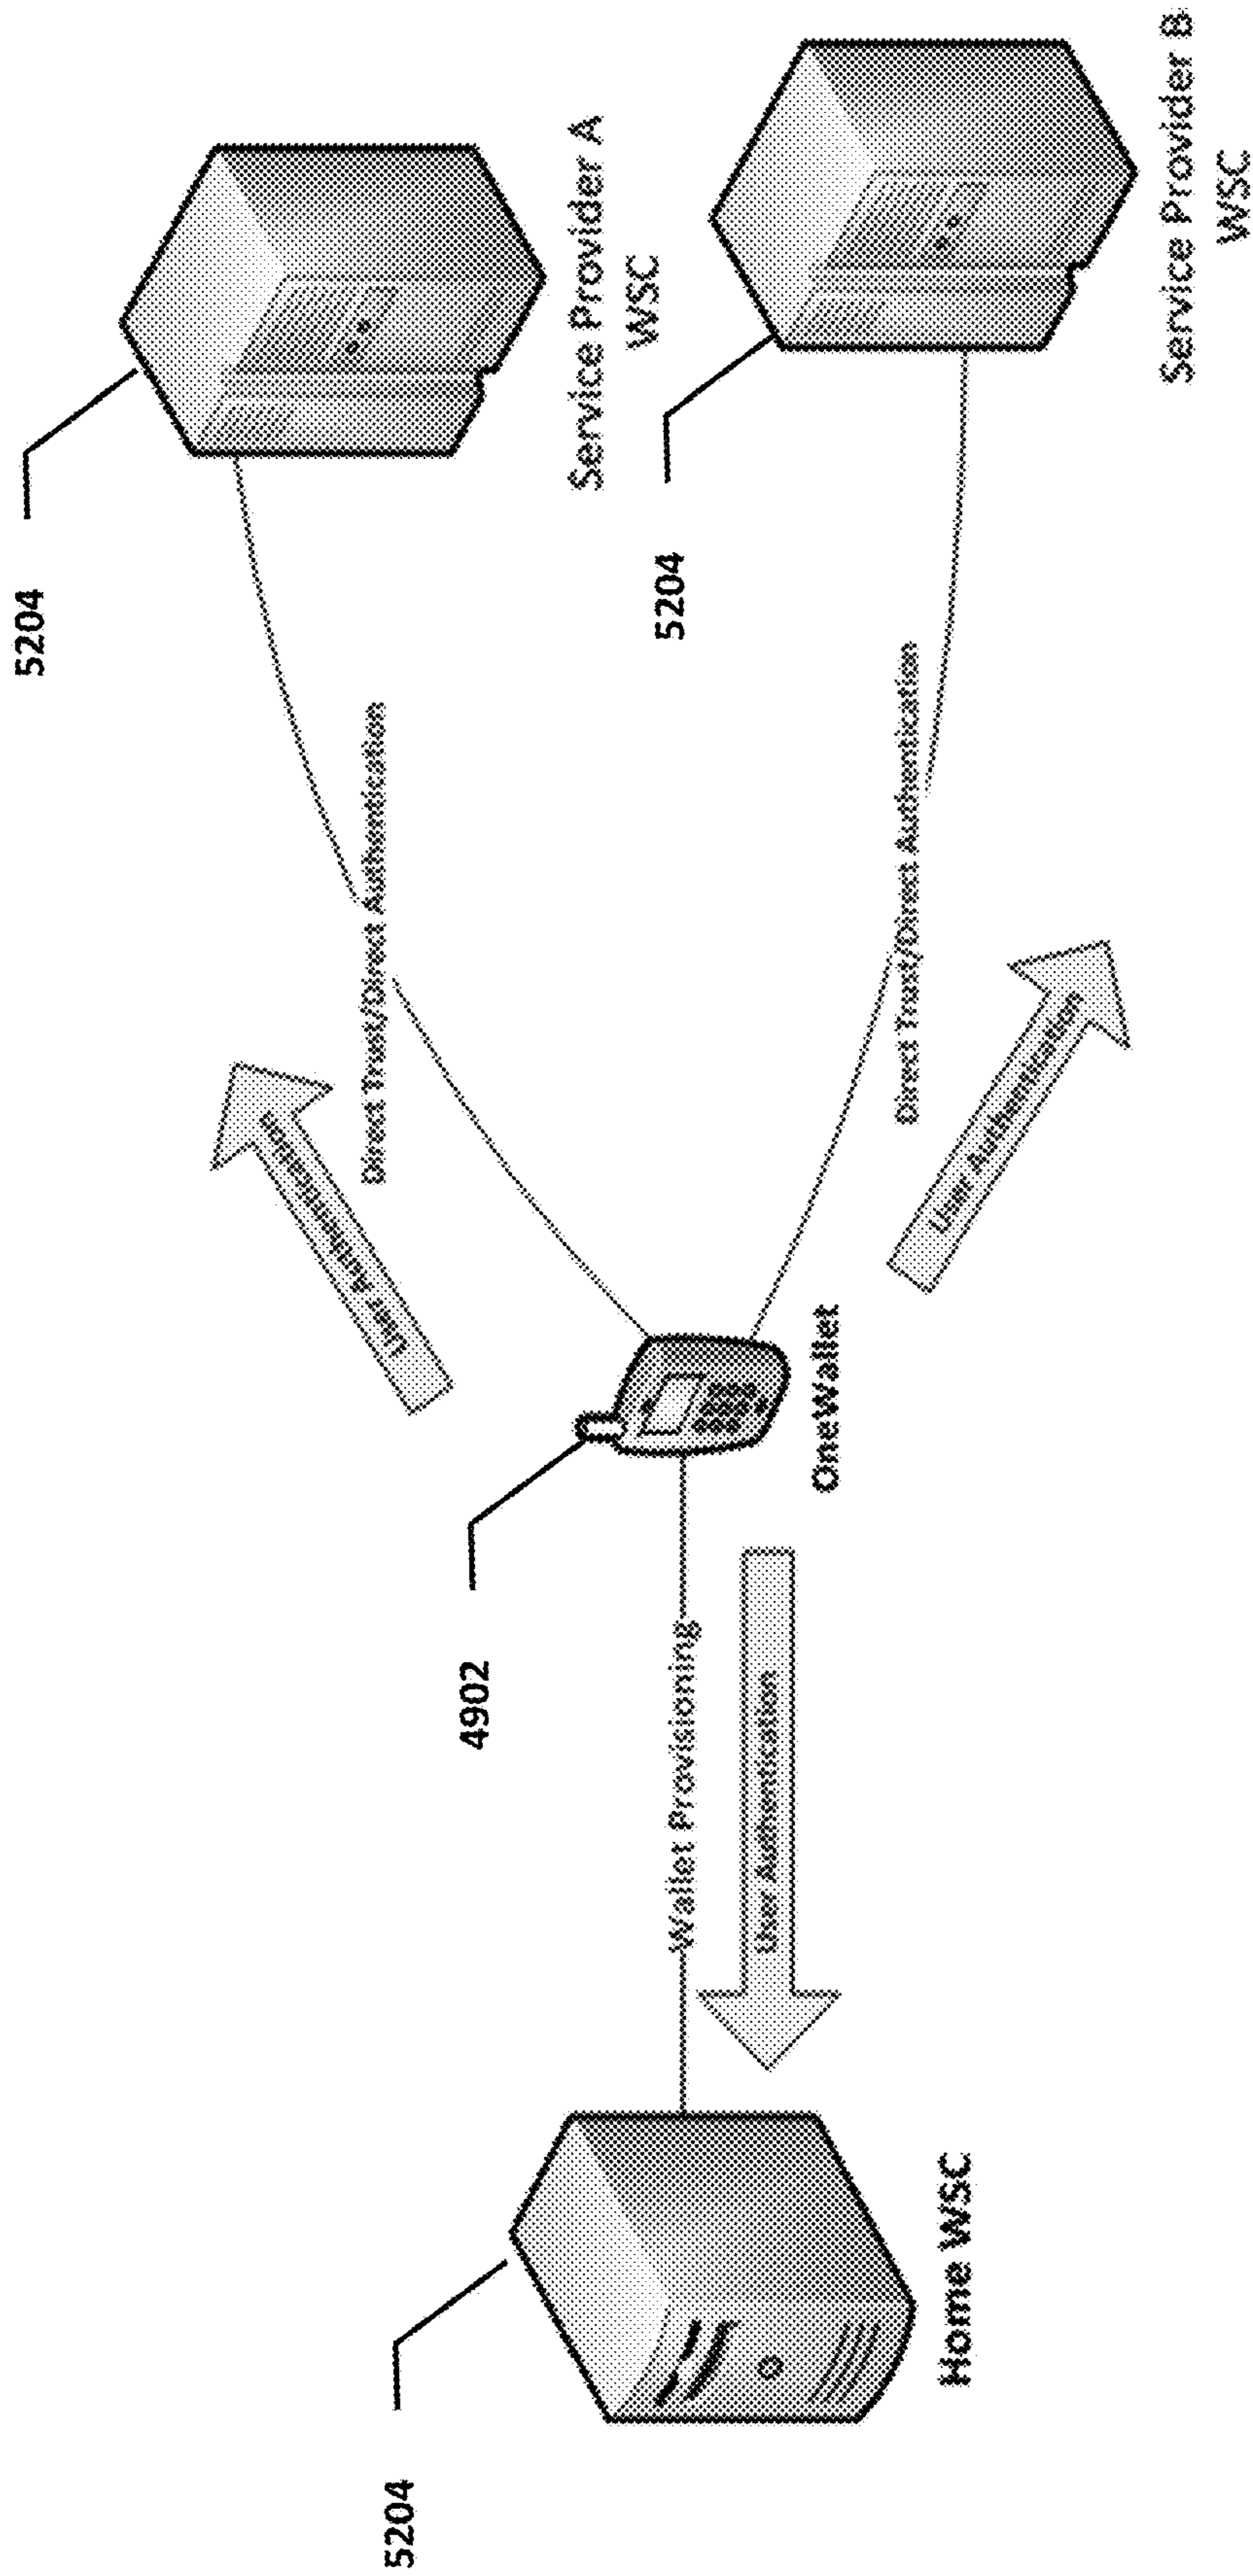 5204
Home WSC
Wallet Provisioning
User Authentication
4902
OneWallet
User Authentication
Direct Trust/Direct Authentication
5204
Service Provider A
WSC
User Authentication
Direct Trust/Direct Authentication
5204
Service Provider B
WSC